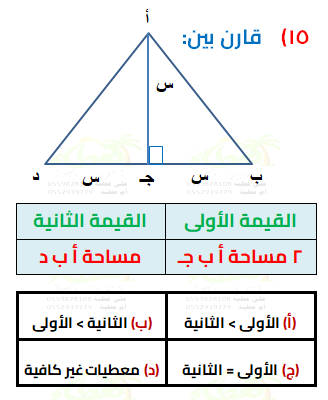 ١٥) قارن بين:
أ
س
د
س
جـ
س
ب
القيمة الأولى
القيمة الثانية
٢ مساحة أ ب جـ
مساحة أ ب د
(أ) الأولى > الثانية
(ب) الثانية > الأولى
(ج) الأولى = الثانية
(د) معطيات غير كافية